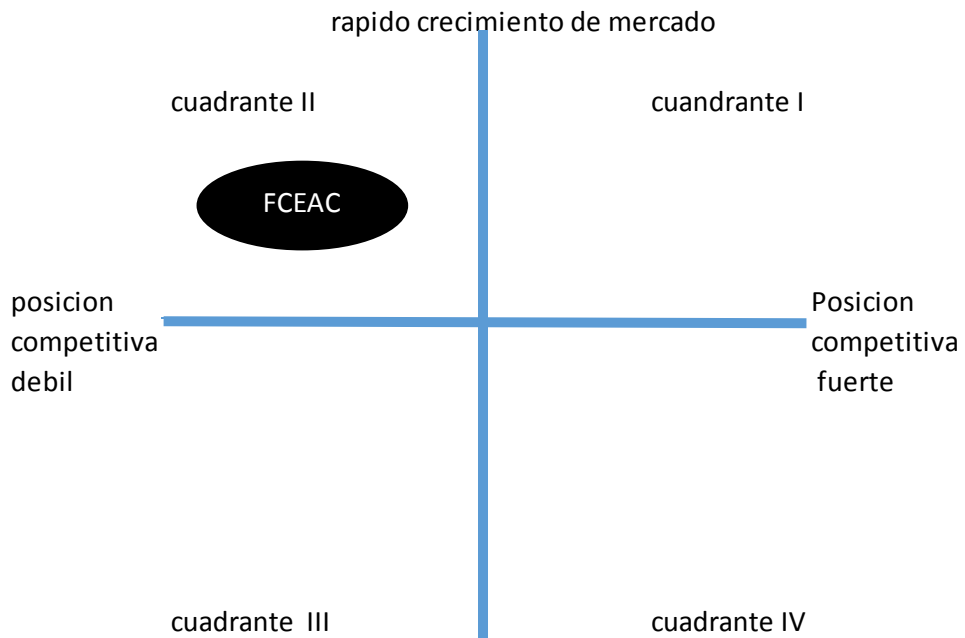 rapido crecimiento de mercado
cuadrante II
cuandrante I
FCEAC
posicion
competitiva
debil
Posicion
competitiva
fuerte
cuadrante III
cuadrante IV